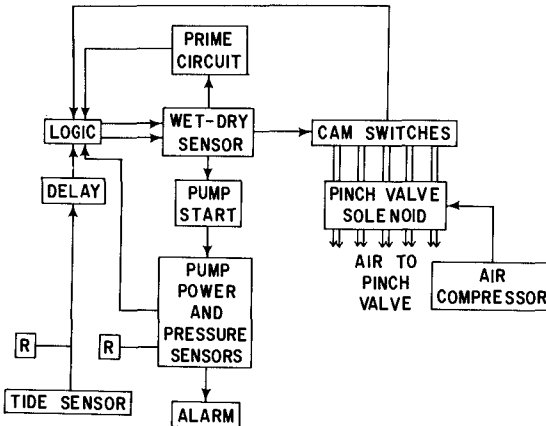 PRIME
CIRCUIT
LOGIC
WET-DRY
SENSOR
CAM SWITCHES
DELAY
PUMP
START
PINCH VALVE
SOLENOID
AIR TO
PINCH
VALVE
AIR
COMPRESSOR
PUMP
POWER
AND
PRESSURE
SENSORS
R
R
TIDE SENSOR
ALARM